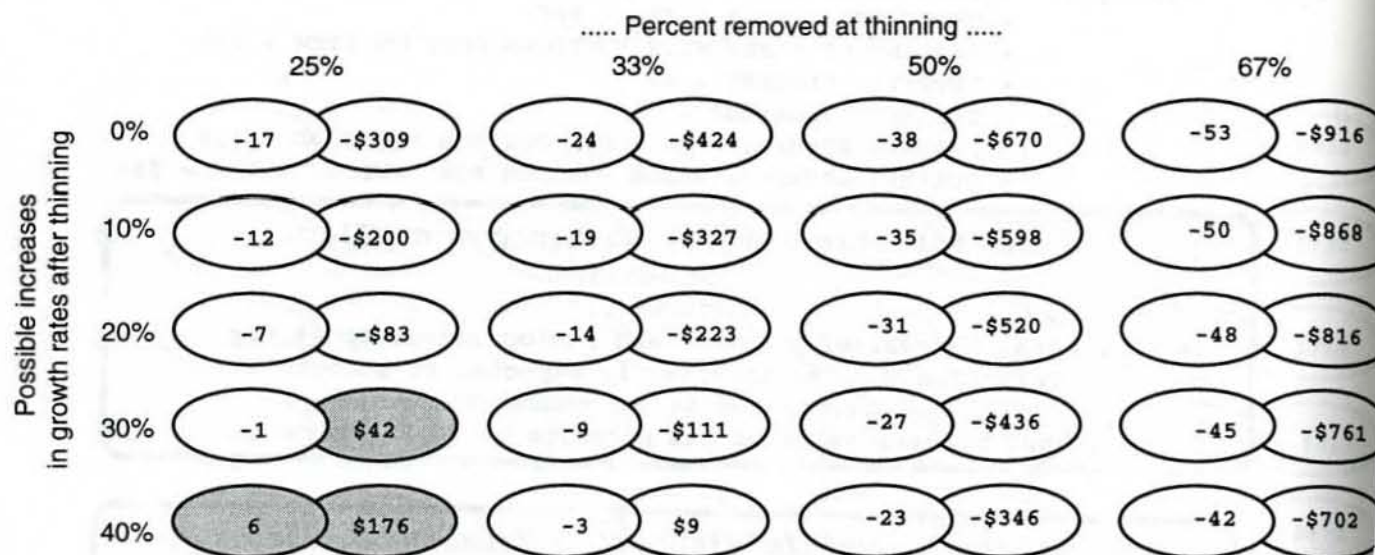 ..... Percent removed at thinning .....
25% 33% 50% 67%
Possible increases
in growth rates after thinning
0% -17 -$309 -24 -$424 -38 -$670 -53 -$916
10% -12 -$200 -19 -$327 -35 -$598 -50 -$868
20% -7 -$83 -14 -$223 -31 -$520 -48 -$816
30% -1 $42 -9 -$111 -27 -$436 -45 -$761
40% 6 $176 -3 $9 -23 -$346 -42 -$702